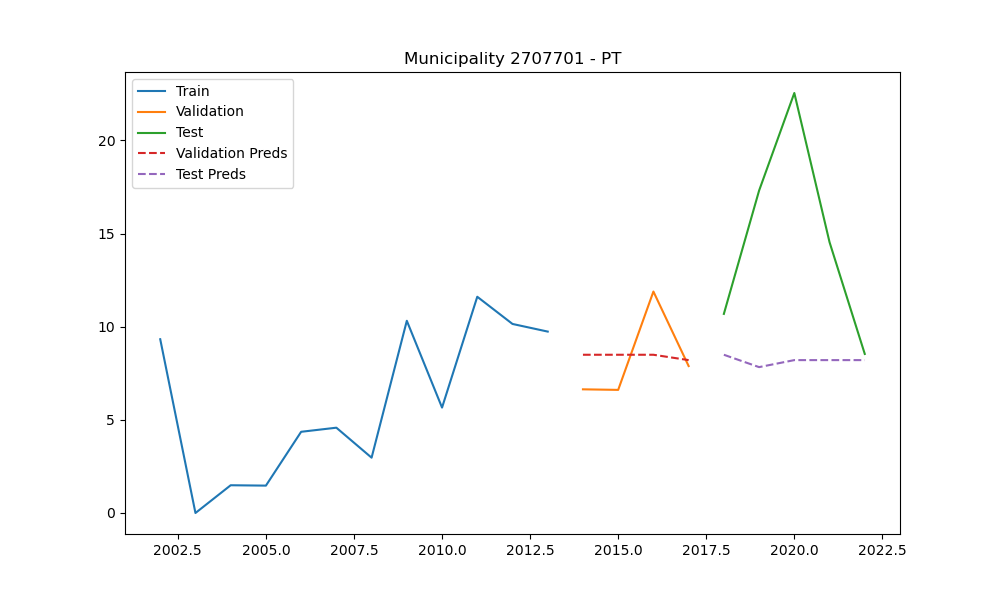 Municipality 2707701 - PT
Train
Validation
Test
Validation Preds
Test Preds
20
15
10
5
0
2002.5 2005.0 2007.5 2010.0 2012.5 2015.0 2017.5 2020.0 2022.5